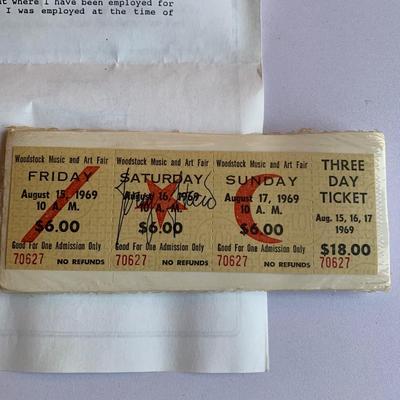 t where I have been employed for
I was employed at the time of
Woodstock Music and Art Fair
FRIDAY
August 15, 1969
10 A. M.
$6.00
Good For One Admission Only
70627 NO REFUNDS
Woodstock Music and Art Fair
SATURDAY
August 16, 1969
10 A. M.
$6.00
Good For One Admission Only
70627 NO REFUNDS
Woodstock Music and Art Fair
SUNDAY
August 17, 1969
10 A. M.
$6.00
Good For One Admission Only
70627 NO REFUNDS
THREE
DAY
TICKET
Aug. 15, 16, 17
1969
$18.00
70627